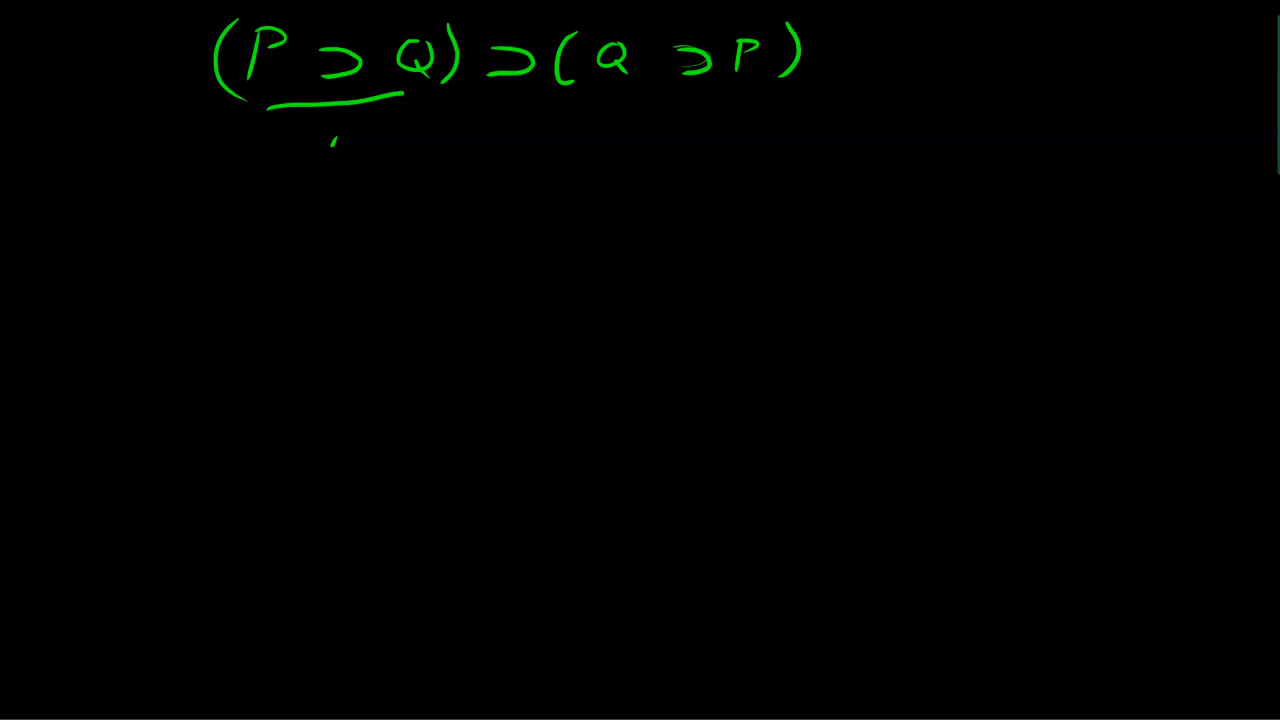 (P ⊃ Q) ⊃ (Q ⊃ P)